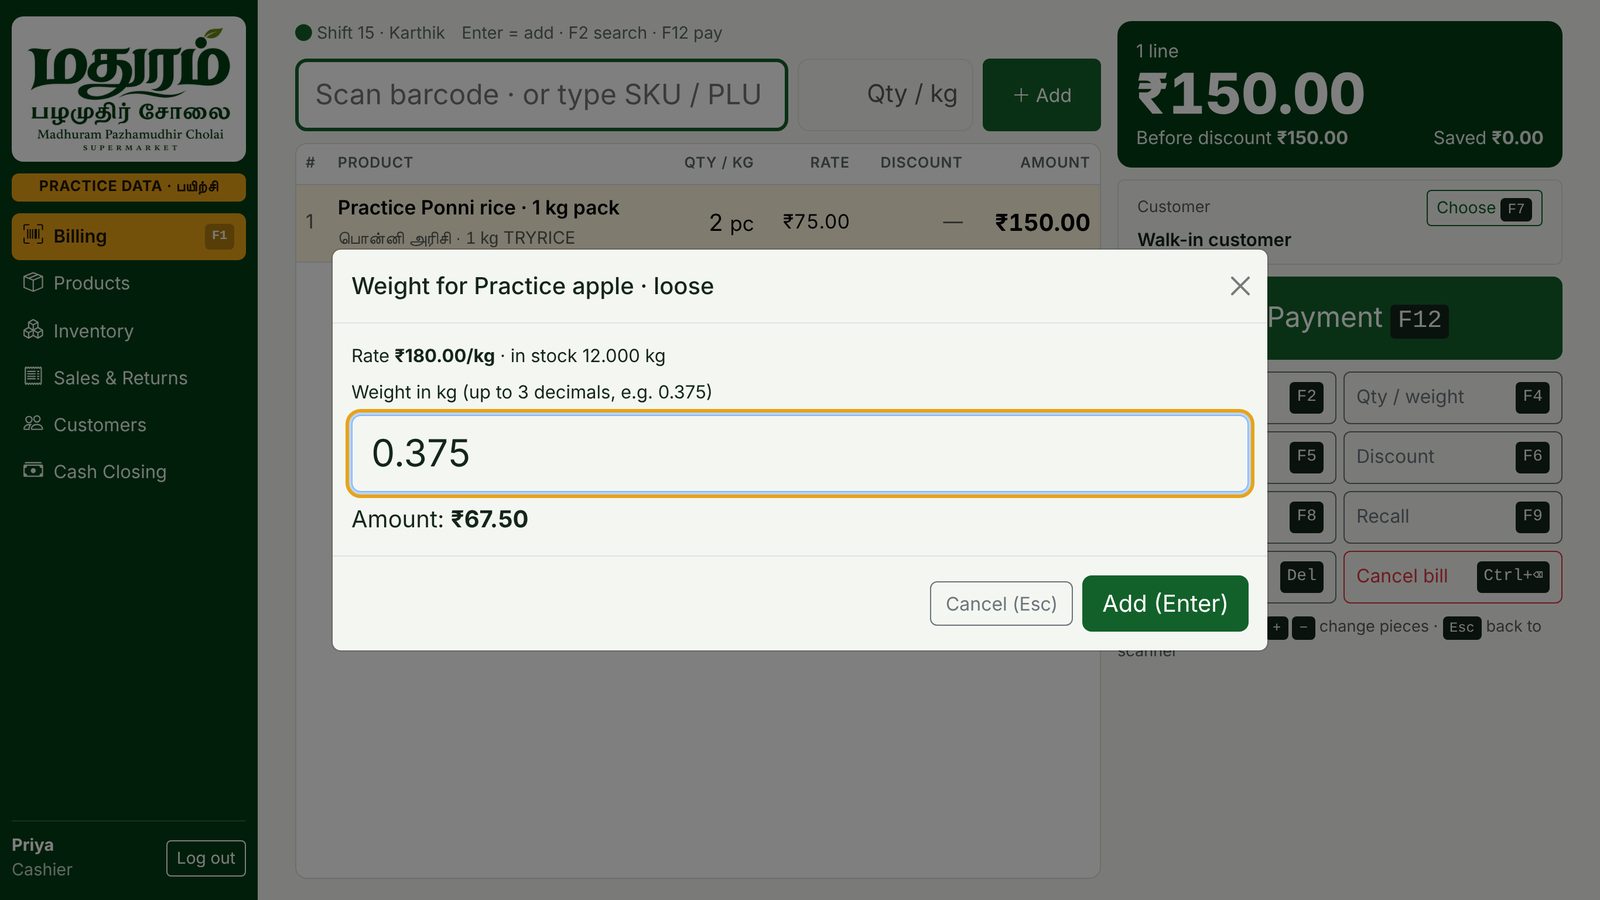 மதுரம்
பழமுதிர் சோலை
Madhuram Pazhamudhir Cholai
SUPERMARKET
PRACTICE DATA · பயிற்சி
Billing F1
Products
Inventory
Sales & Returns
Customers
Cash Closing
Priya
Cashier
Log out
Shift 15 · Karthik Enter = add · F2 search · F12 pay
Scan barcode · or type SKU / PLU
Qty / kg
+ Add
# PRODUCT QTY / KG RATE DISCOUNT AMOUNT
1 Practice Ponni rice · 1 kg pack 2 pc ₹75.00 — ₹150.00
பொன்னி அரிசி · 1 kg TRYRICE
1 line
₹150.00
Before discount ₹150.00 Saved ₹0.00
Customer
Choose F7
Walk-in customer
Payment F12
F2 Qty / weight F4
F5 Discount F6
F8 Recall F9
Del Cancel bill Ctrl+⌫
+ − change pieces · Esc back to
scanner
Weight for Practice apple · loose
Rate ₹180.00/kg · in stock 12.000 kg
Weight in kg (up to 3 decimals, e.g. 0.375)
0.375
Amount: ₹67.50
Cancel (Esc)
Add (Enter)